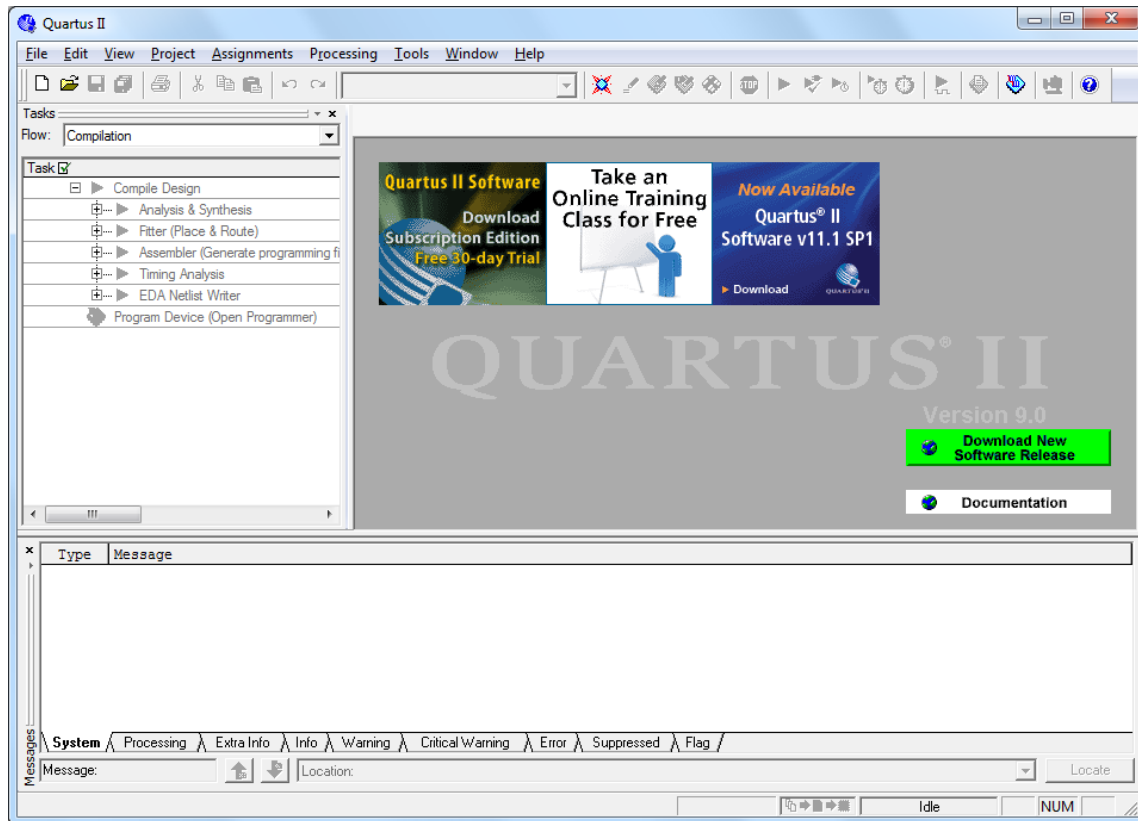 Quartus II
File Edit View Project Assignments Processing Tools Window Help
STOP
Tasks
Flow: Compilation
Task
Compile Design
Analysis & Synthesis
Fitter (Place & Route)
Assembler (Generate programming fi
Timing Analysis
EDA Netlist Writer
Program Device (Open Programmer)
Quartus II Software
Download
Subscription Edition
Free 30-day Trial
Take an
Online Training
Class for Free
Now Available
Quartus® II
Software v11.1 SP1
Download
QUARTUS II
QUARTUS® II
Version 9.0
Download New
Software Release
Documentation
Type Message
System Processing Extra Info Info Warning Critical Warning Error Suppressed Flag
Messages
Message: Location: Locate
Idle NUM